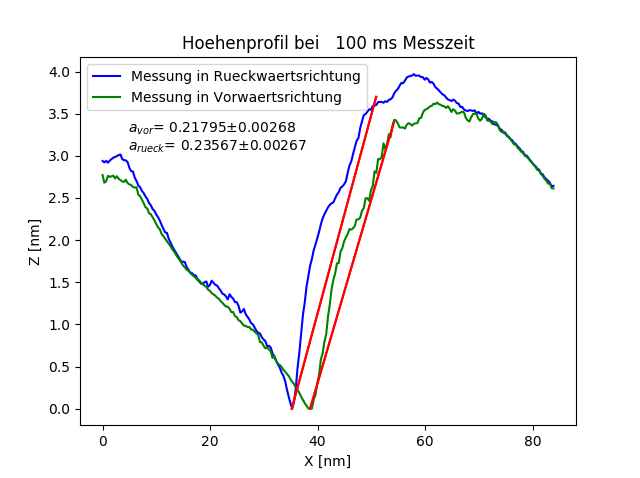 Hoehenprofil bei   100 ms Messzeit
Messung in Rueckwaertsrichtung
Messung in Vorwaertsrichtung
a_vor= 0.21795±0.00268
a_rueck= 0.23567±0.00267
4.0
3.5
3.0
2.5
2.0
1.5
1.0
0.5
0.0
Z [nm]
0 20 40 60 80
X [nm]